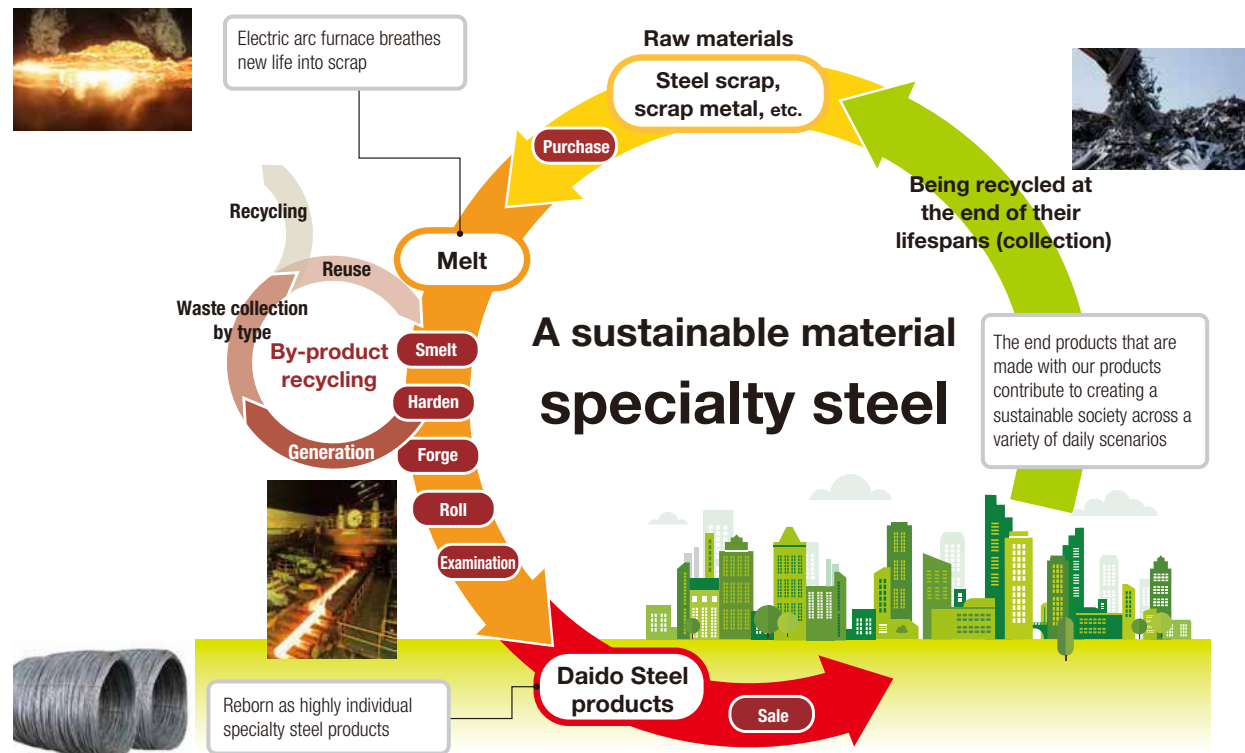 Electric arc furnace breathes
new life into scrap
Raw materials
Steel scrap,
scrap metal, etc.
Purchase
Being recycled at
the end of their
lifespans (collection)
Recycling
Melt
Reuse
Waste collection
by type
By-product
recycling
Smelt
Harden
Generation
Forge
Roll
Examination
A sustainable material
specialty steel
The end products that are
made with our products
contribute to creating a
sustainable society across a
variety of daily scenarios
Daido Steel
products
Reborn as highly individual
specialty steel products
Sale